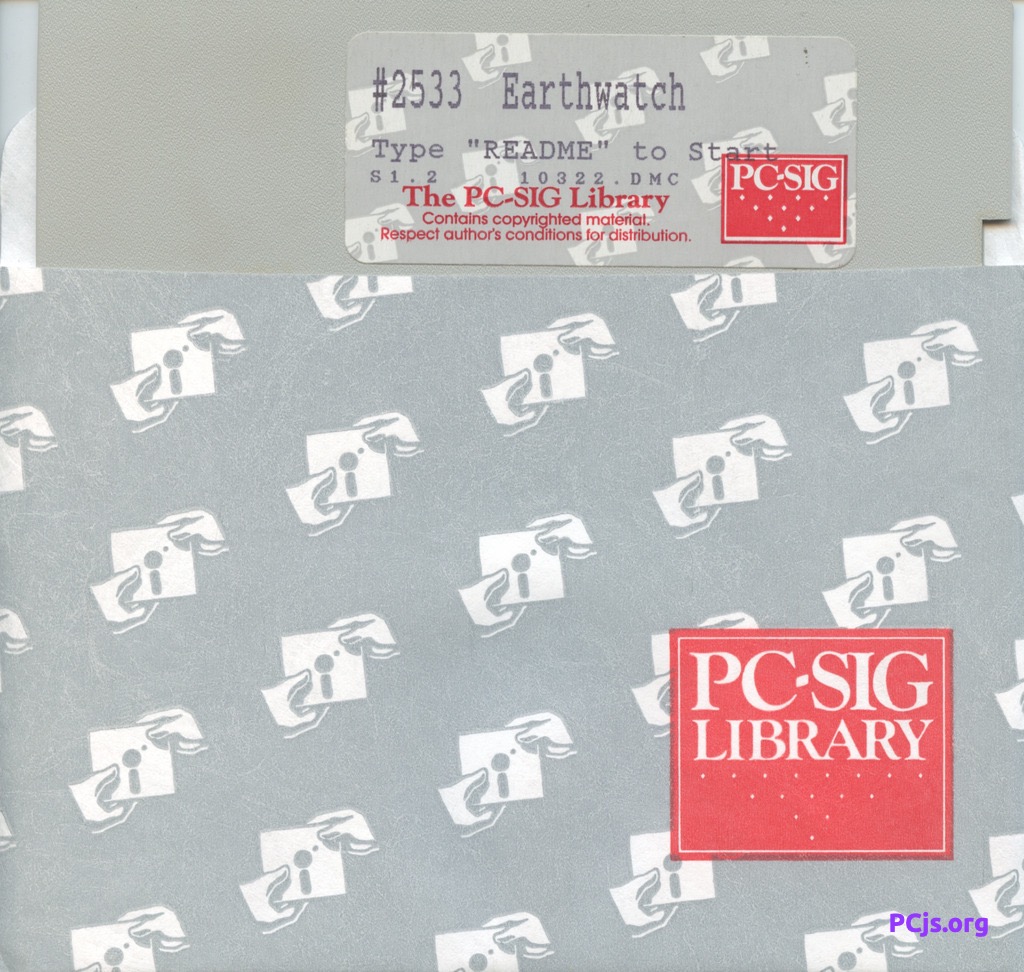 #2533 Earthwatch
Type "README" to Start
S1.2 10322.DMC
The PC-SIG Library
Contains copyrighted material.
Respect author's conditions for distribution.
PC-SIG
PC-SIG
LIBRARY
PCjs.org